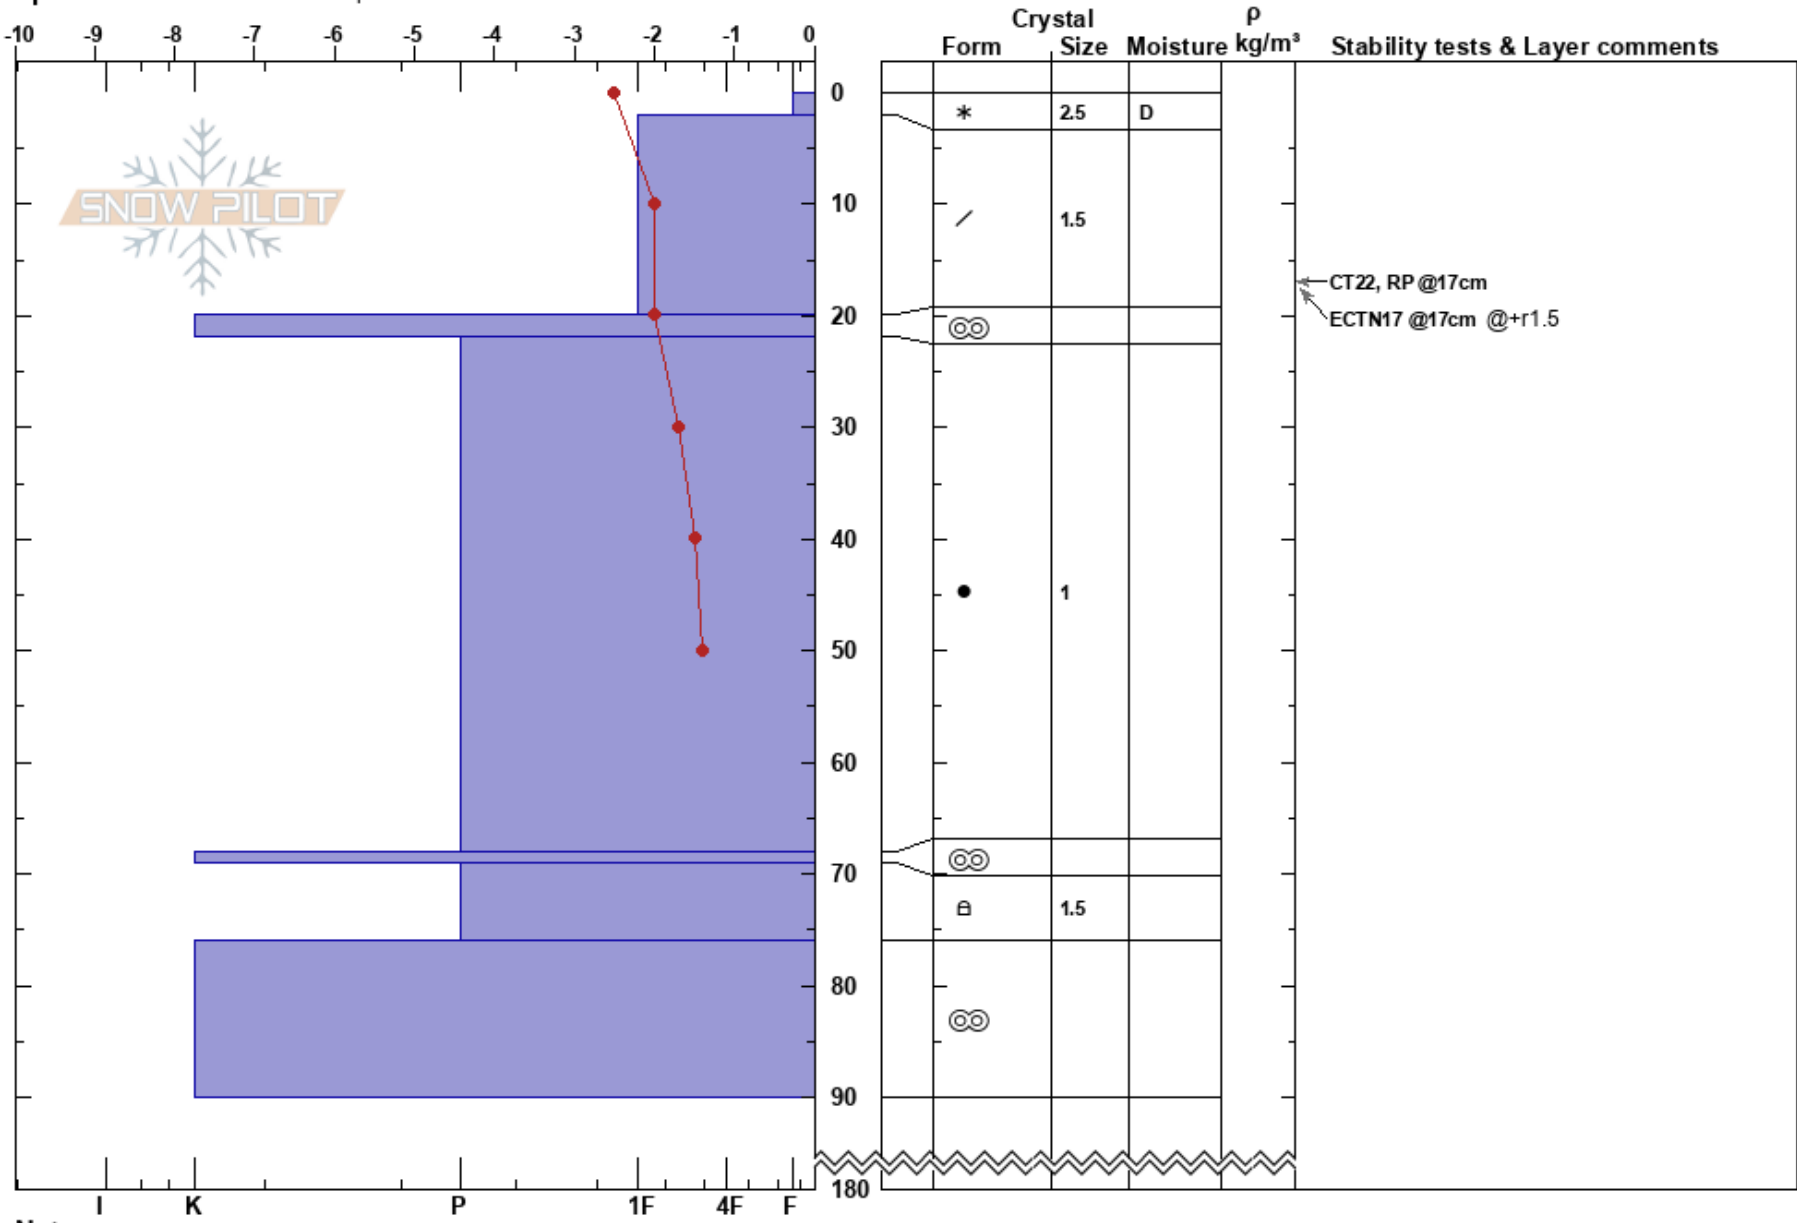 Crystal ρ
-10 -9 -8 -7 -6 -5 -4 -3 -2 -1 0
Form Size Moisture kg/m³ Stability tests & Layer comments
0
* 2.5 D
SNOW PILOT
10
/ 1.5
CT22, RP @17cm
20
ECTN17 @17cm @+r1.5
30
40
1
50
60
70
1.5
80
90
180
I K P 1F 4F F